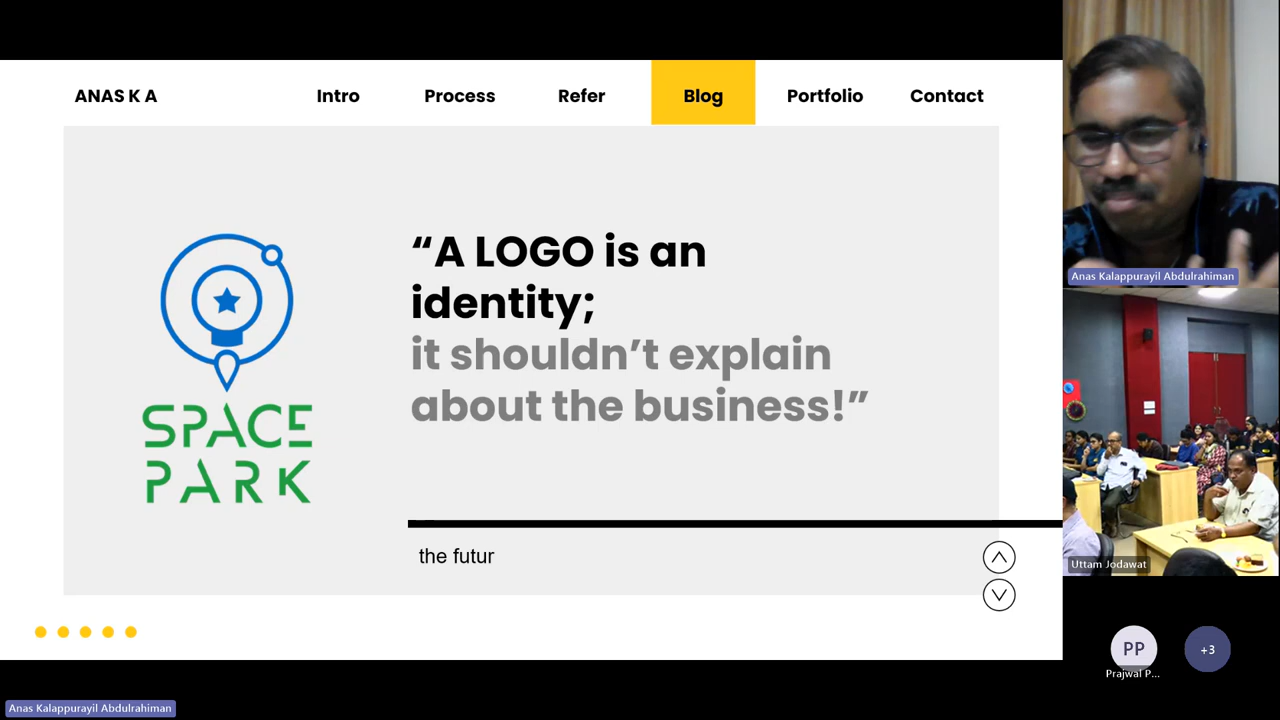 ANAS K A
Intro
Process
Refer
Blog
Portfolio
Contact
SPACE
PARK
“A LOGO is an
identity;
it shouldn’t explain
about the business!”
the futur
Anas Kalappurayil Abdulrahiman
Uttam Jodawat
PP
Prajwal P...
+3
Anas Kalappurayil Abdulrahiman